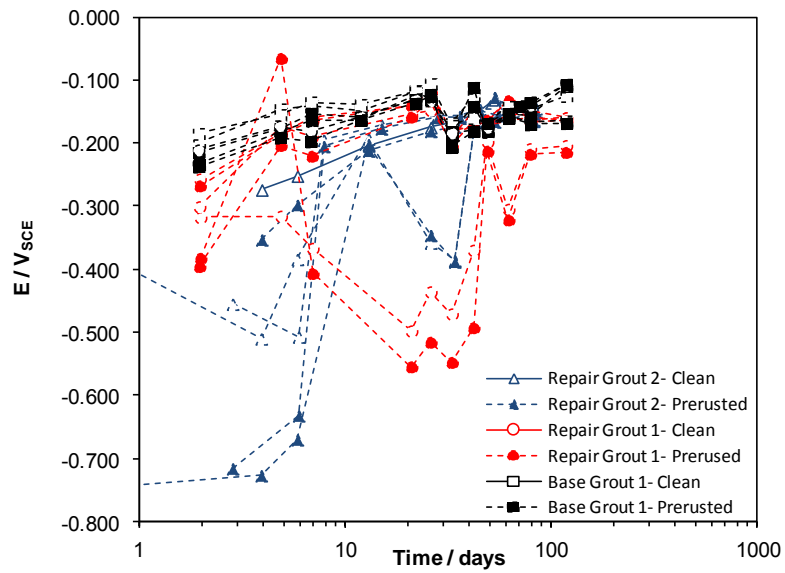 0.000
-0.100
-0.200
-0.300
-0.400
-0.500
-0.600
-0.700
-0.800
E / VSCE
1 10 100 1000
Time / days
Repair Grout 2- Clean
Repair Grout 2- Prerusted
Repair Grout 1- Clean
Repair Grout 1- Prerused
Base Grout 1- Clean
Base Grout 1- Prerusted